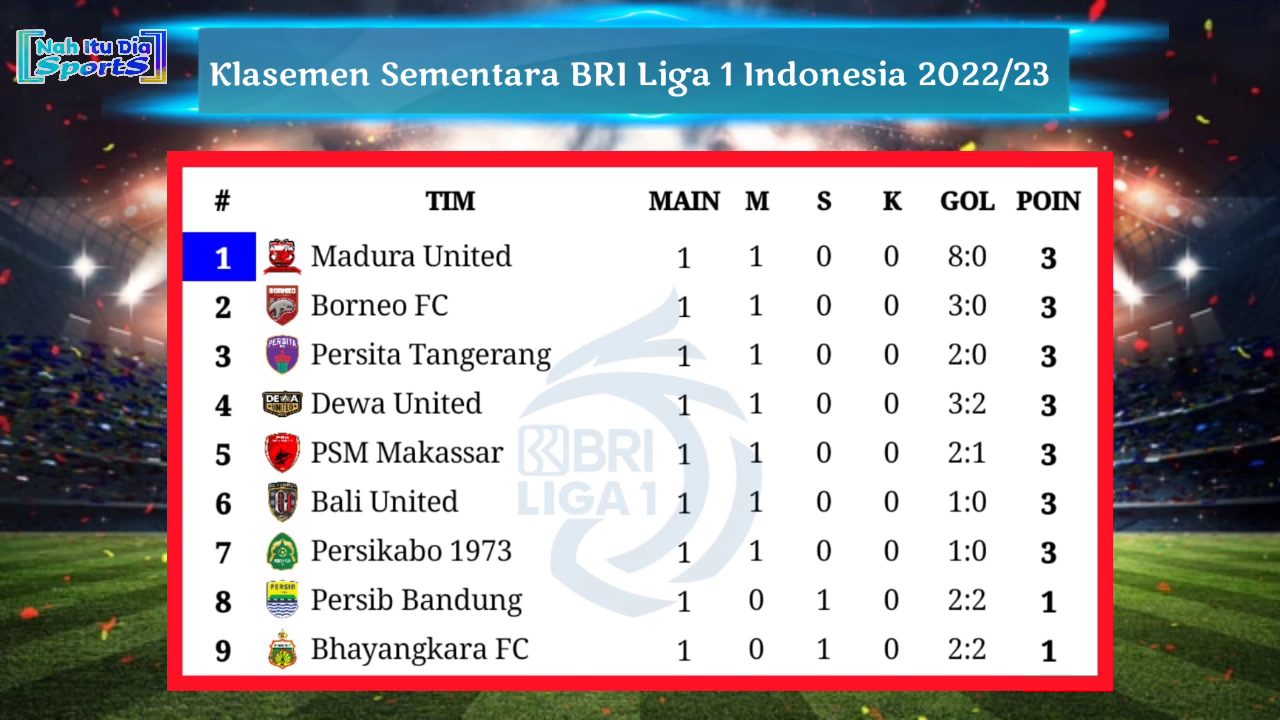 Nah Itu Dia
Sports
Klasemen Sementara BRI Liga 1 Indonesia 2022/23
# TIM MAIN M S K GOL POIN
1 Madura United 1 1 0 0 8:0 3
2 Borneo FC 1 1 0 0 3:0 3
3 Persita Tangerang 1 1 0 0 2:0 3
4 Dewa United 1 1 0 0 3:2 3
5 PSM Makassar 1 1 0 0 2:1 3
6 Bali United 1 1 0 0 1:0 3
7 Persikabo 1973 1 1 0 0 1:0 3
8 Persib Bandung 1 0 1 0 2:2 1
9 Bhayangkara FC 1 0 1 0 2:2 1
BRI
LIGA 1
BORNEO
PERSITA
DEWA
UNITED
PERSIB